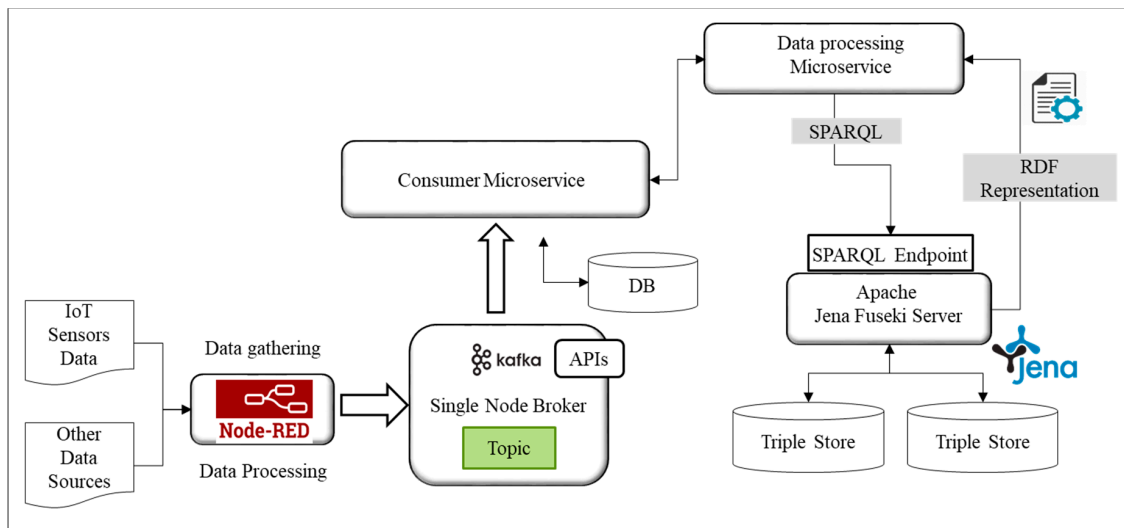 Data processing
Microservice
SPARQL
Consumer Microservice
RDF
Representation
SPARQL Endpoint
DB
Apache
Jena Fuseki Server
IoT
Sensors
Data
Data gathering
kafka
APIs
Jena
Node-RED
Single Node Broker
Topic
Other
Data
Sources
Data Processing
Triple Store
Triple Store